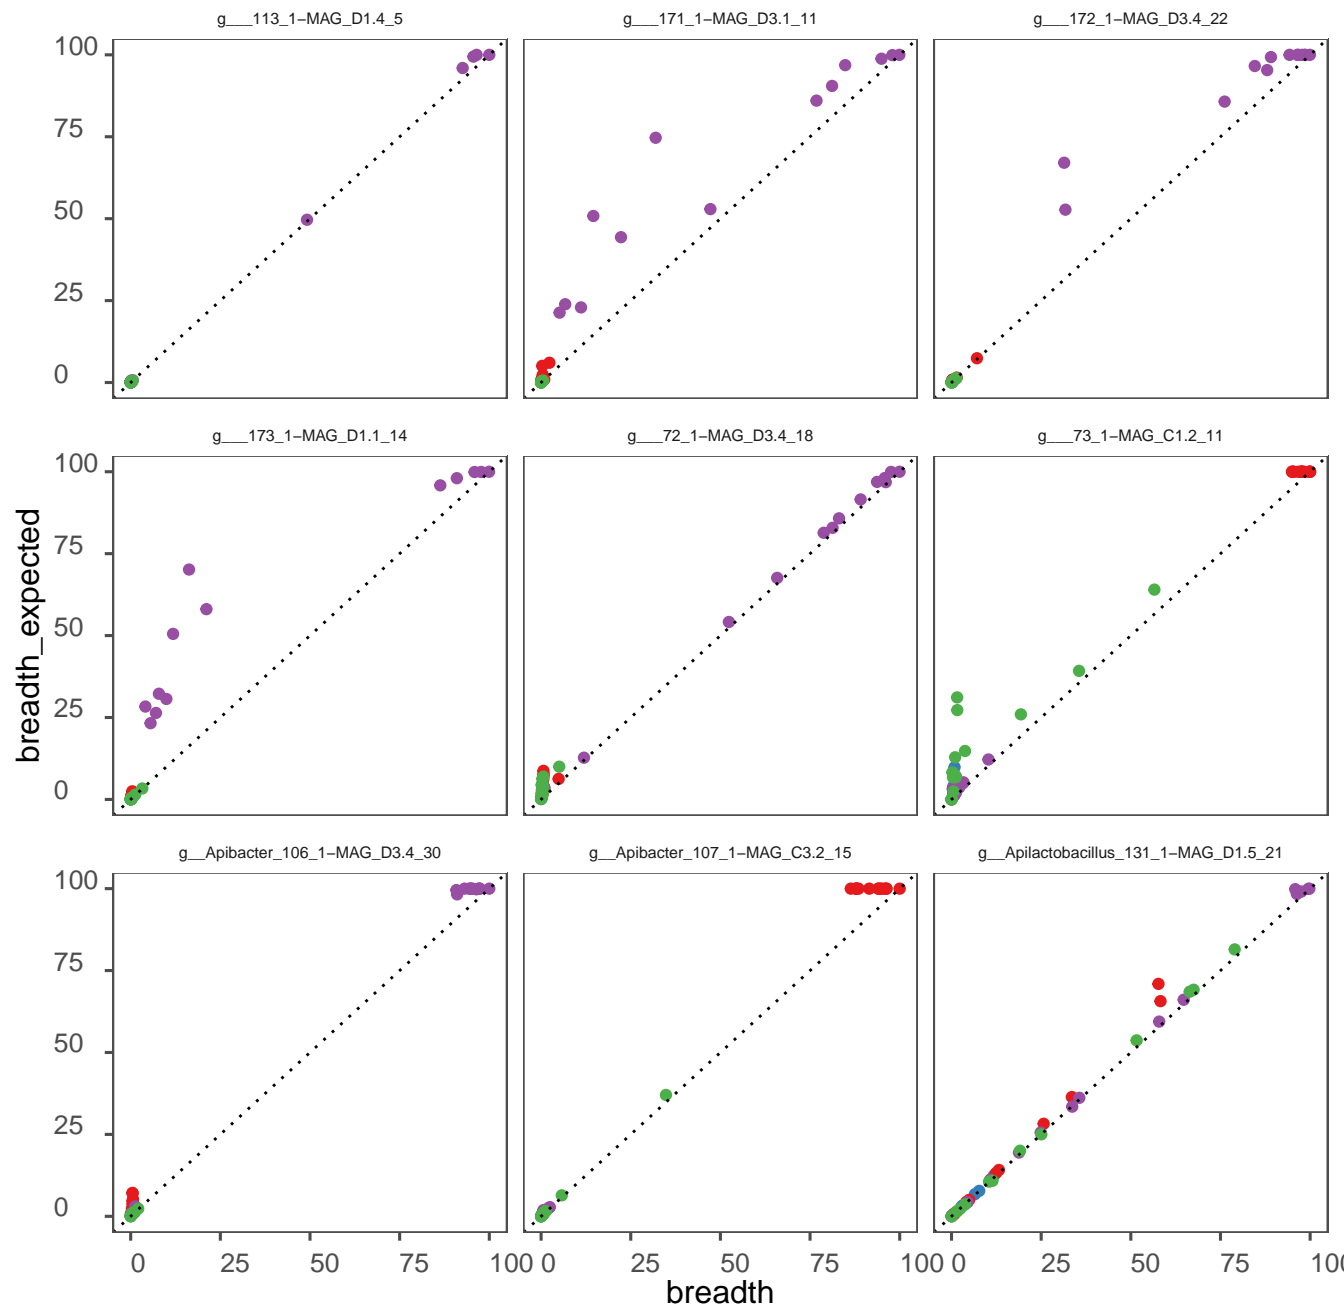 g___113_1−MAG_D1.4_5 g___171_1−MAG_D3.1_11 g___172_1−MAG_D3.4_22
100
75
50
25
0
g___173_1−MAG_D1.1_14 g___72_1−MAG_D3.4_18 g___73_1−MAG_C1.2_11
100
75
50
25
0
breadth_expected
g__Apibacter_106_1−MAG_D3.4_30 g__Apibacter_107_1−MAG_C3.2_15 g__Apilactobacillus_131_1−MAG_D1.5_21
100
75
50
25
0
0 25 50 75 100 0 25 50 75 100 0 25 50 75 100
breadth